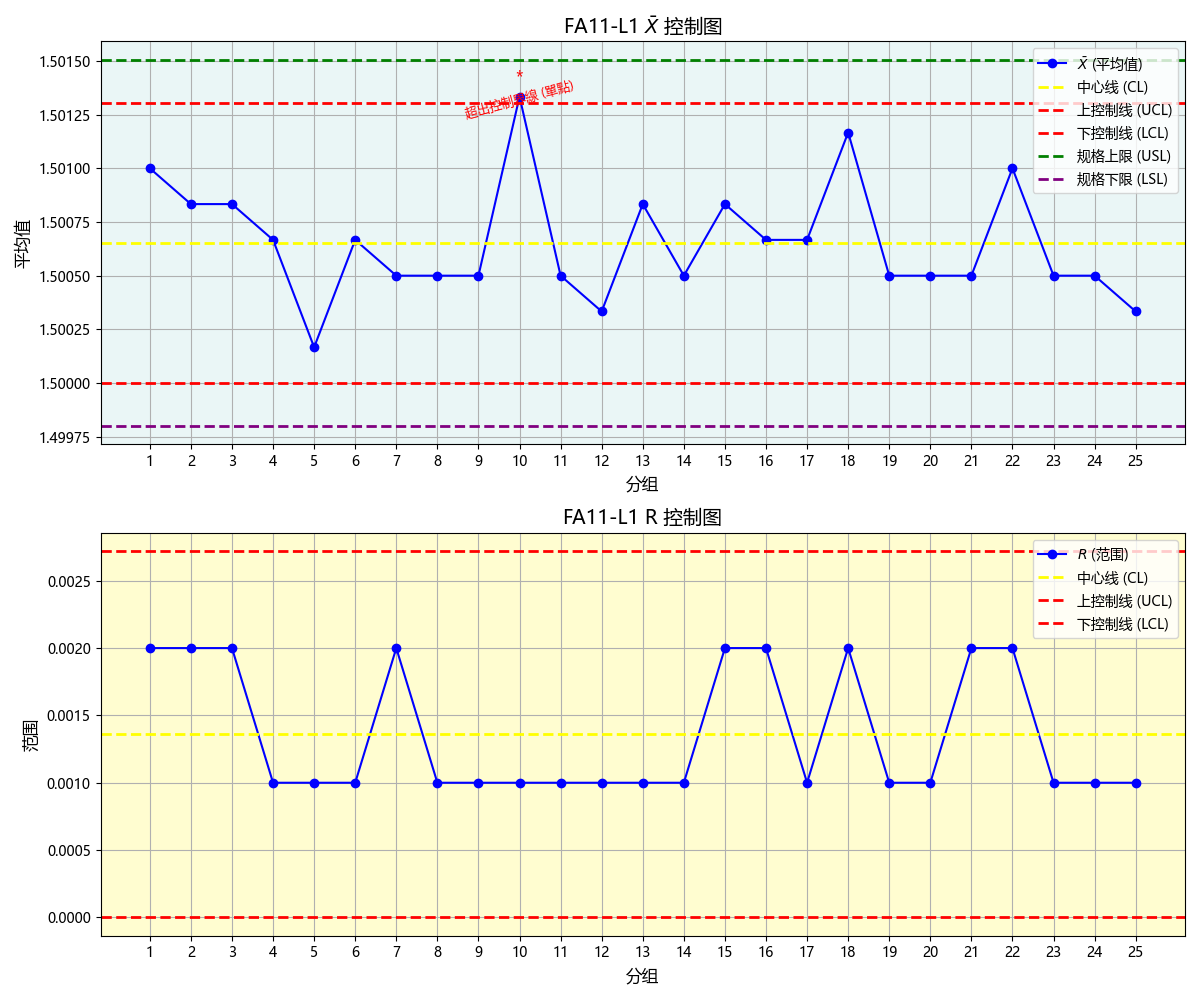 FA11-L1 X̄ 控制图
平均值
1.50150
1.50125
1.50100
1.50075
1.50050
1.50025
1.50000
1.49975
*
超出控制界線 (單點)
X̄ (平均值)
中心线 (CL)
上控制线 (UCL)
下控制线 (LCL)
规格上限 (USL)
规格下限 (LSL)
1 2 3 4 5 6 7 8 9 10 11 12 13 14 15 16 17 18 19 20 21 22 23 24 25
分组
FA11-L1 R 控制图
范围
0.0025
0.0020
0.0015
0.0010
0.0005
0.0000
R (范围)
中心线 (CL)
上控制线 (UCL)
下控制线 (LCL)
1 2 3 4 5 6 7 8 9 10 11 12 13 14 15 16 17 18 19 20 21 22 23 24 25
分组